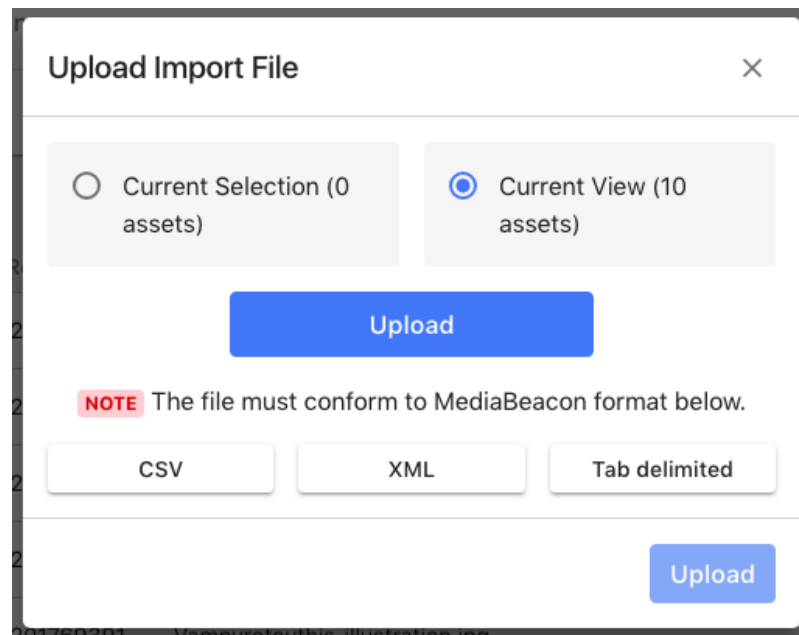 Upload Import File
Current Selection (0
assets)
Current View (10
assets)
Upload
NOTE The file must conform to MediaBeacon format below.
CSV XML Tab delimited
Upload